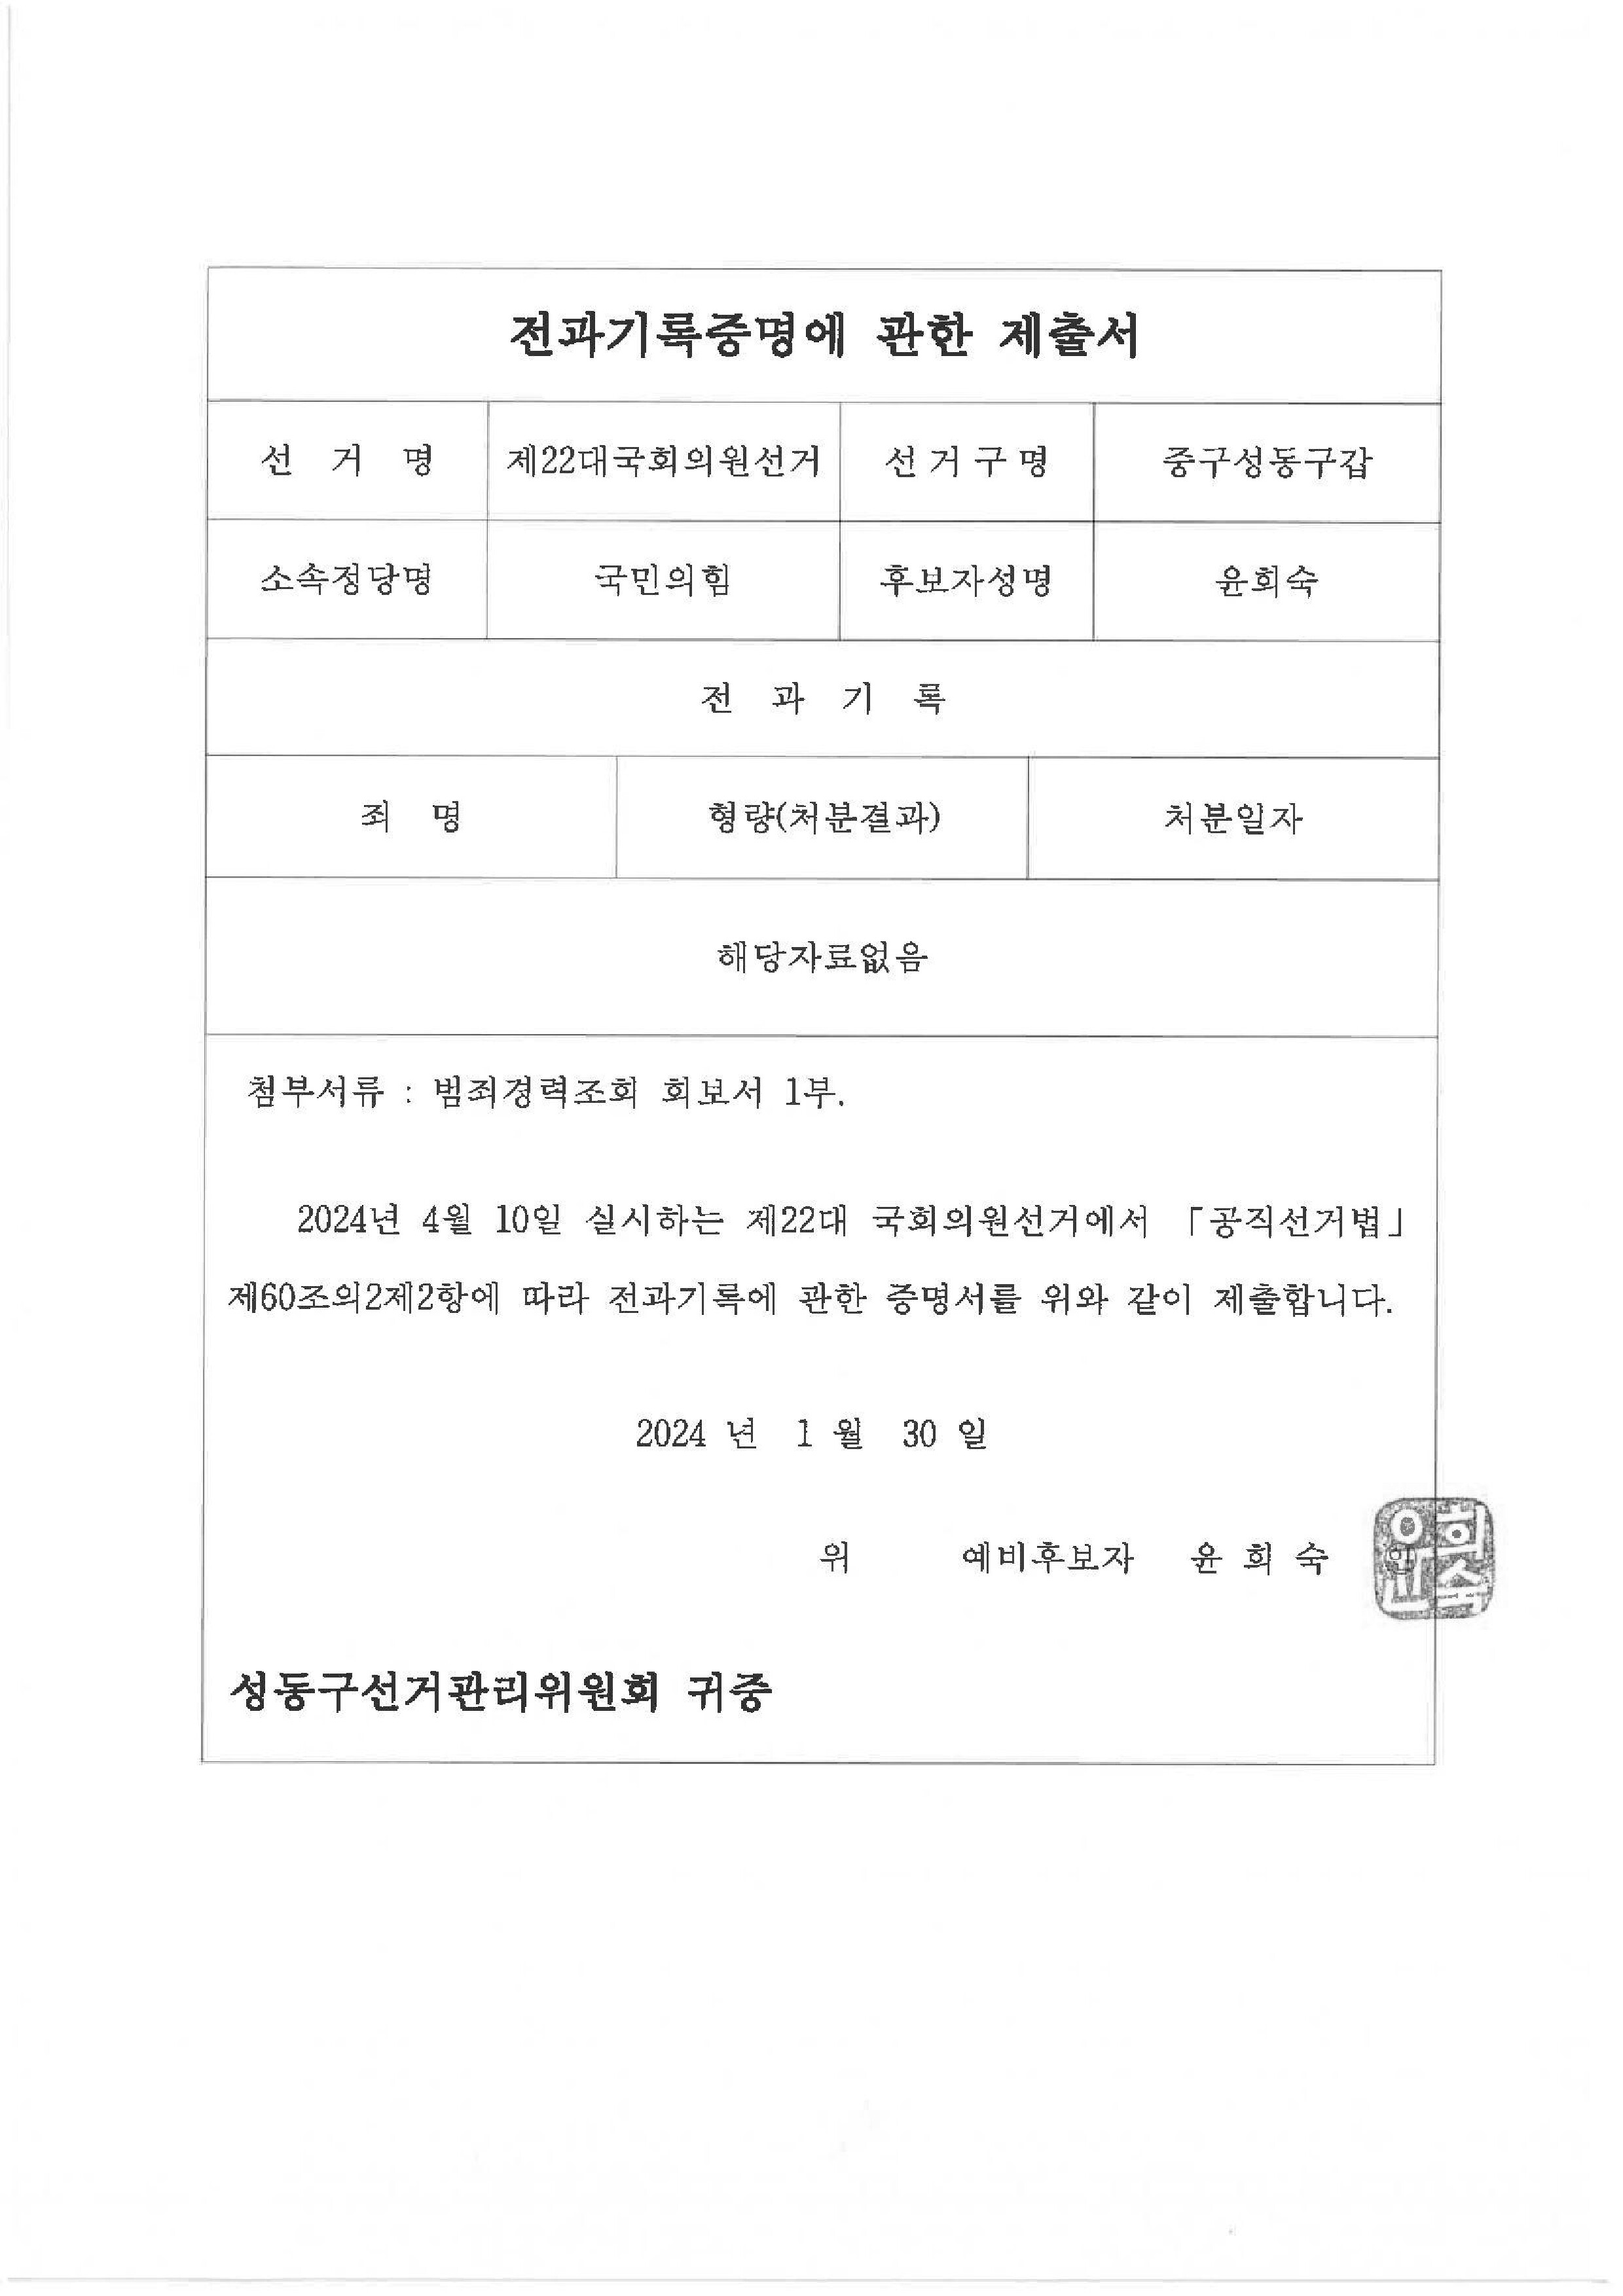 전과기록증명에 관한 제출서
선 거 명 제22대국회의원선거 선거구명 중구성동구갑
소속정당명 국민의힘 후보자성명 윤희숙
전 과 기 록
죄 명 형량(처분결과) 처분일자
해당자료없음
첨부서류 : 범죄경력조회 회보서 1부.
2024년 4월 10일 실시하는 제22대 국회의원선거에서 「공직선거법」
제60조의2제2항에 따라 전과기록에 관한 증명서를 위와 같이 제출합니다.
2024 년 1 월 30 일
위 예비후보자 윤 희 숙 인
윤희숙
성동구선거관리위원회 귀중